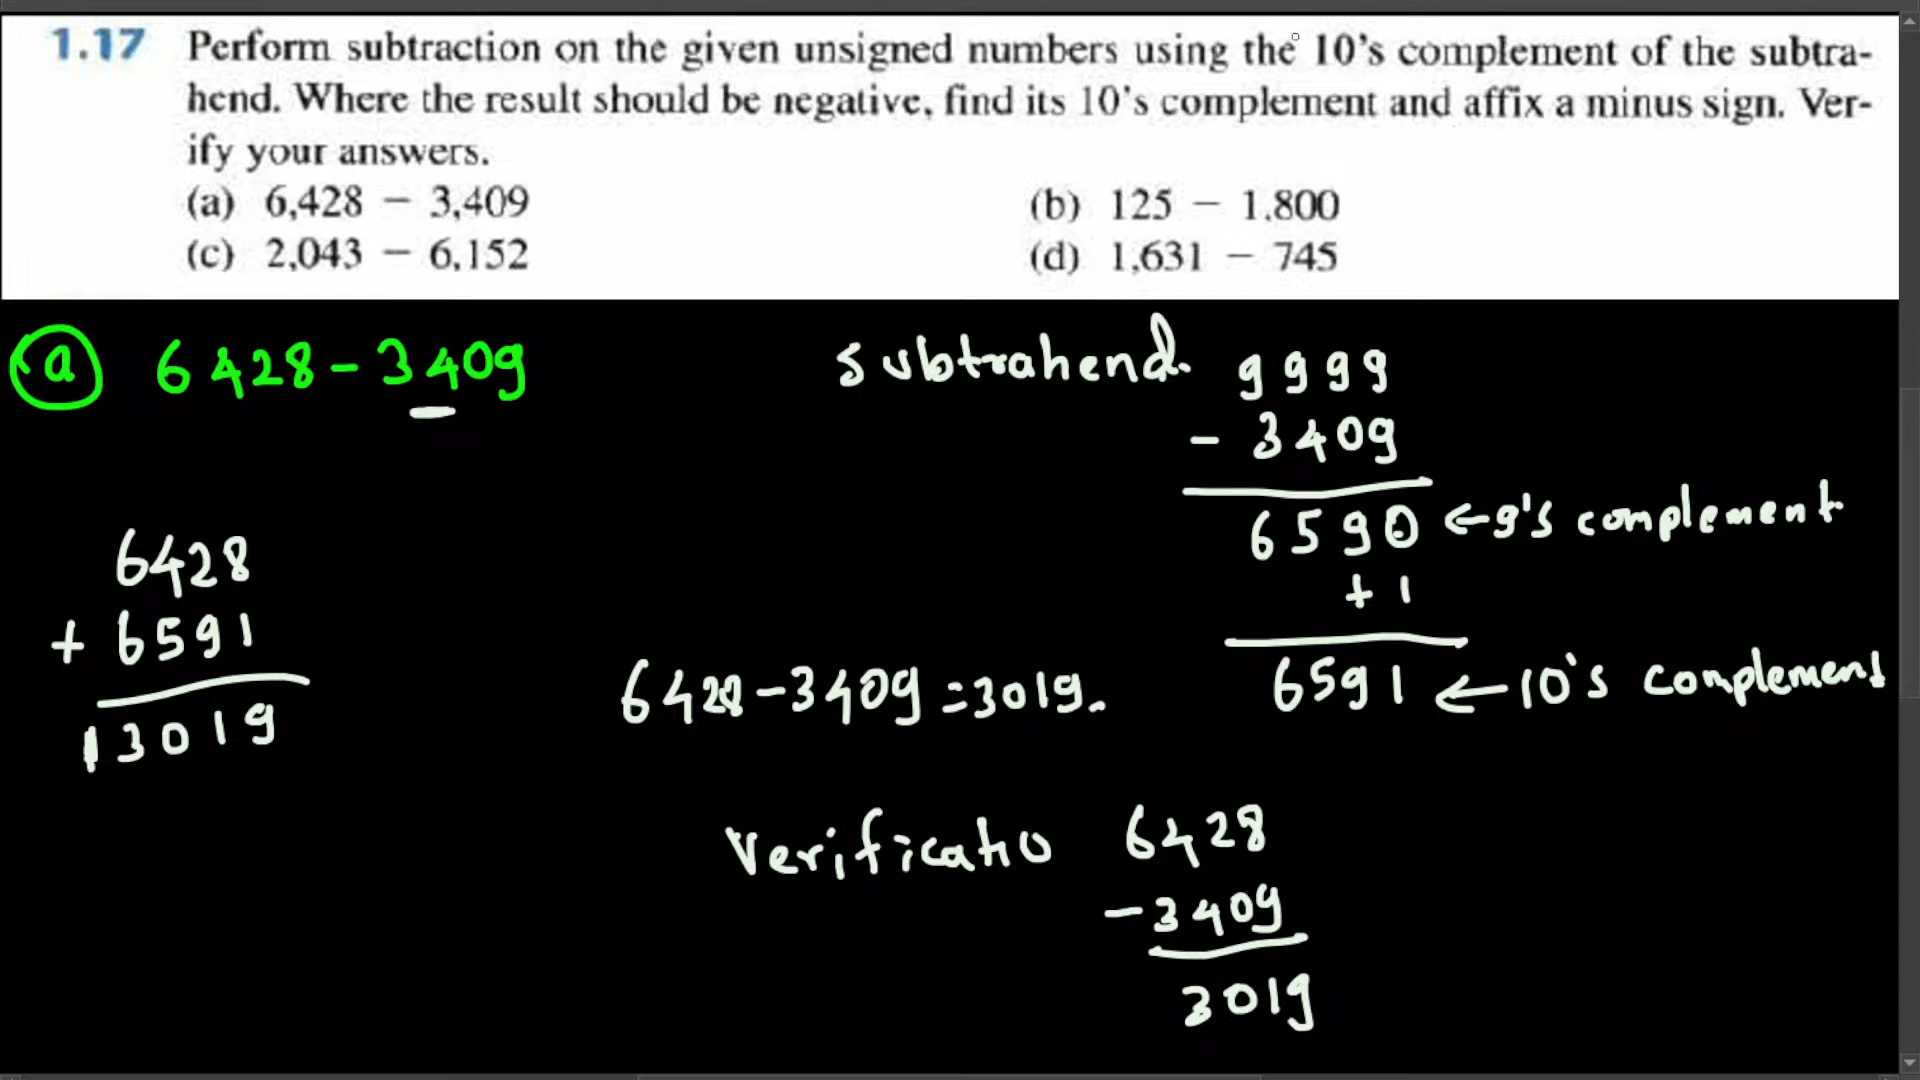 1.17 Perform subtraction on the given unsigned numbers using the 10's complement of the subtra-
hend. Where the result should be negative, find its 10's complement and affix a minus sign. Ver-
ify your answers.
(a) 6,428 − 3,409 (b) 125 − 1,800
(c) 2,043 − 6,152 (d) 1,631 − 745
(a) 6428-3409
Subtrahend. 9999
- 3409
6590 ← 9's complement
+ 1
6591 ← 10's complement
6428
+ 6591
13019
6428-3409=3019.
Verificatio 6428
-3409
3019